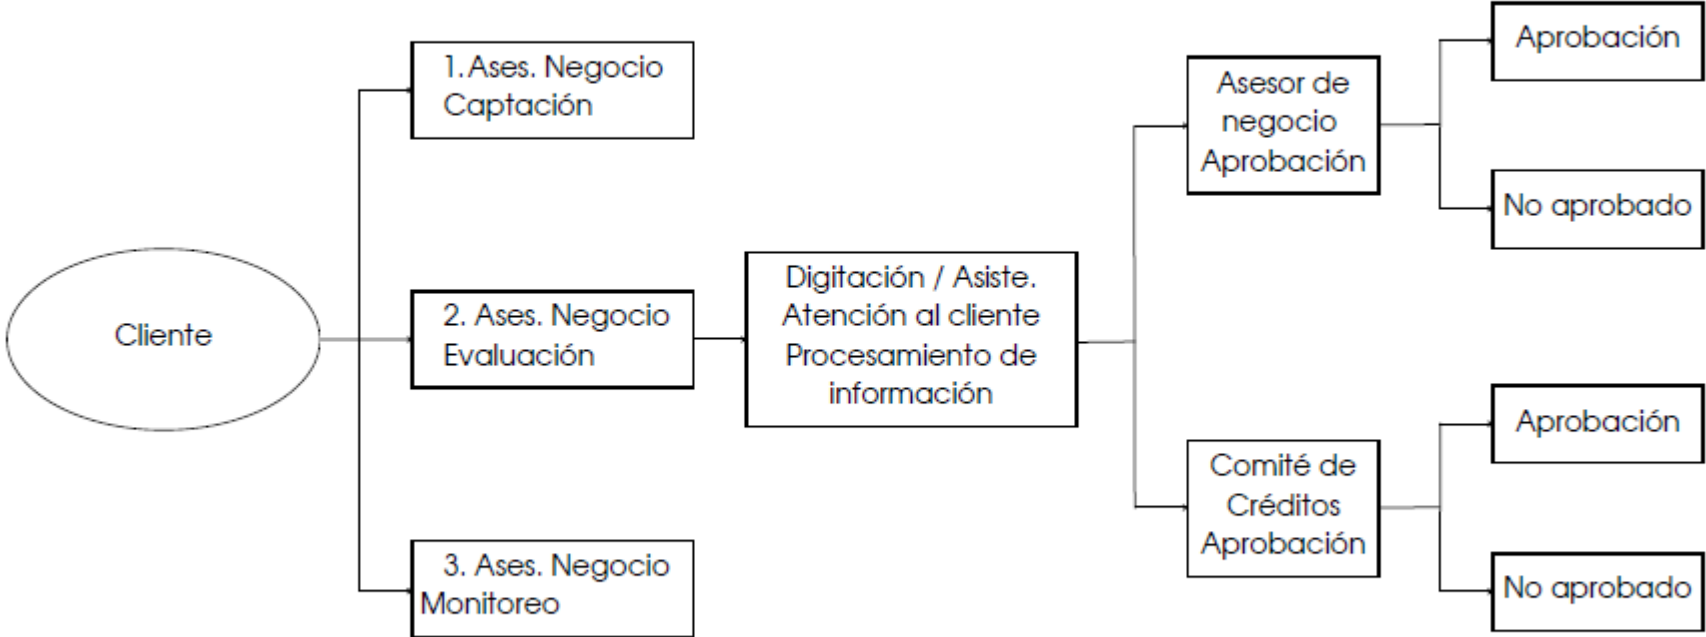 Cliente
1. Ases. Negocio
Captación
2. Ases. Negocio
Evaluación
3. Ases. Negocio
Monitoreo
Digitación / Asiste.
Atención al cliente
Procesamiento de
información
Asesor de
negocio
Aprobación
Aprobación
No aprobado
Comité de
Créditos
Aprobación
Aprobación
No aprobado